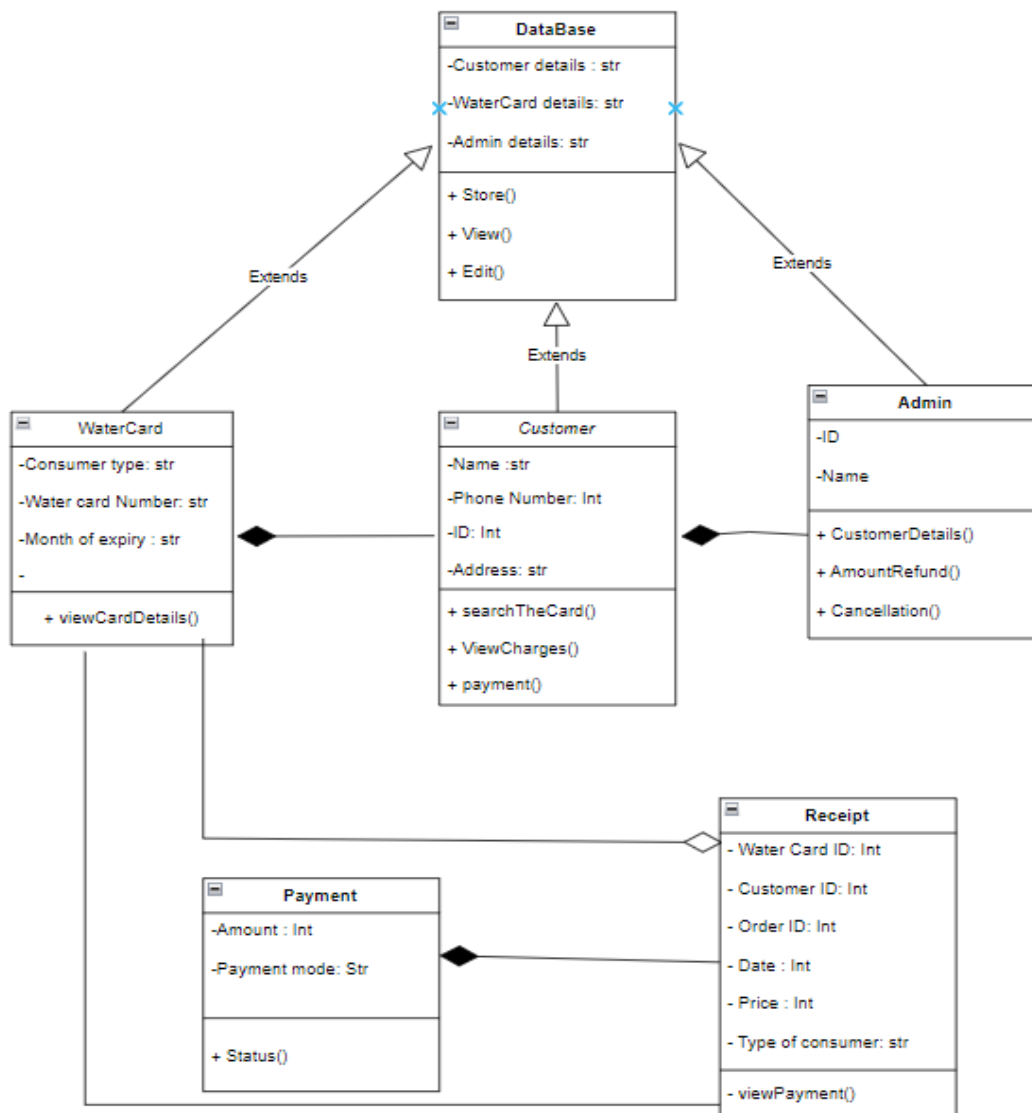 DataBase
-Customer details : str
-WaterCard details: str
-Admin details: str
+ Store()
+ View()
+ Edit()
Extends
Extends
Extends
WaterCard
-Consumer type: str
-Water card Number: str
-Month of expiry : str
-
+ viewCardDetails()
Customer
-Name :str
-Phone Number: Int
-ID: Int
-Address: str
+ searchTheCard()
+ ViewCharges()
+ payment()
Admin
-ID
-Name
+ CustomerDetails()
+ AmountRefund()
+ Cancellation()
Payment
-Amount : Int
-Payment mode: Str
+ Status()
Receipt
- Water Card ID: Int
- Customer ID: Int
- Order ID: Int
- Date : Int
- Price : Int
- Type of consumer: str
- viewPayment()